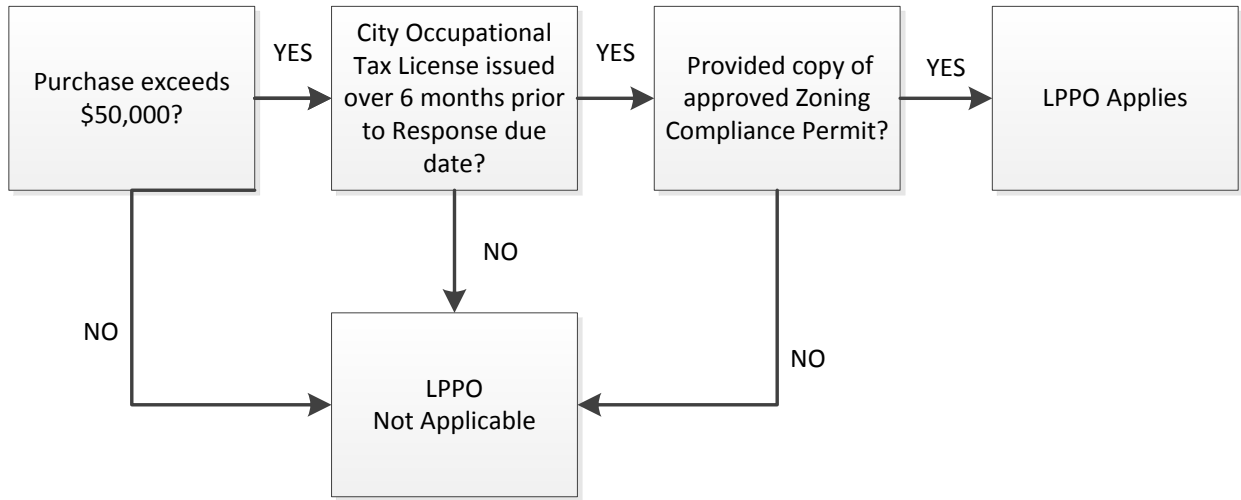 Purchase exceeds
$50,000?
YES
City Occupational
Tax License issued
over 6 months prior
to Response due
date?
YES
Provided copy of
approved Zoning
Compliance Permit?
YES
LPPO Applies
NO
NO
NO
LPPO
Not Applicable